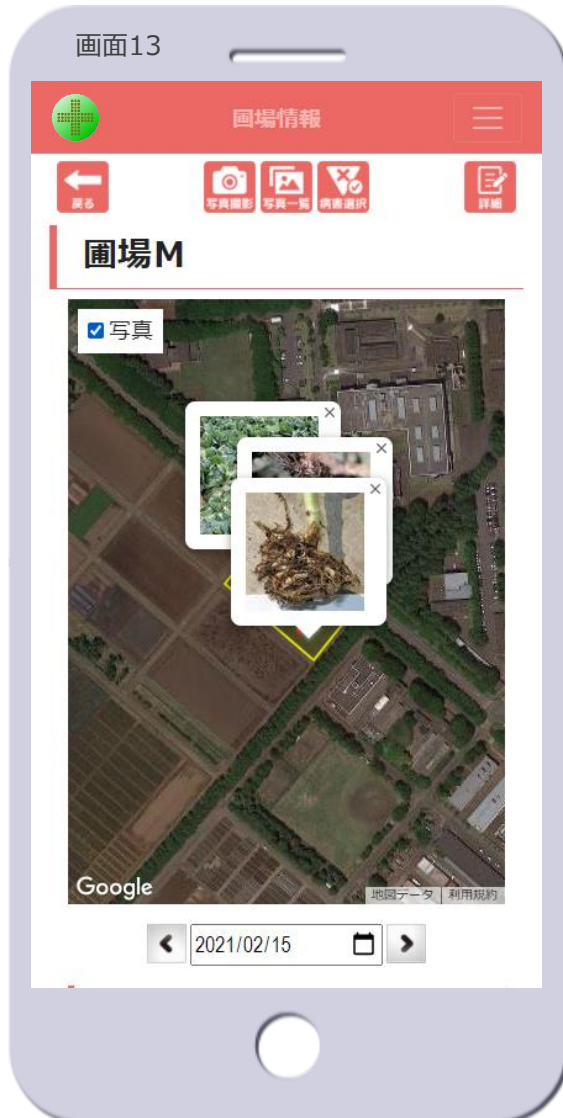 画面13
圃場情報
戻る
写真撮影
写真一覧
病害選択
詳細
圃場M
写真
Google
地図データ
利用規約
2021/02/15